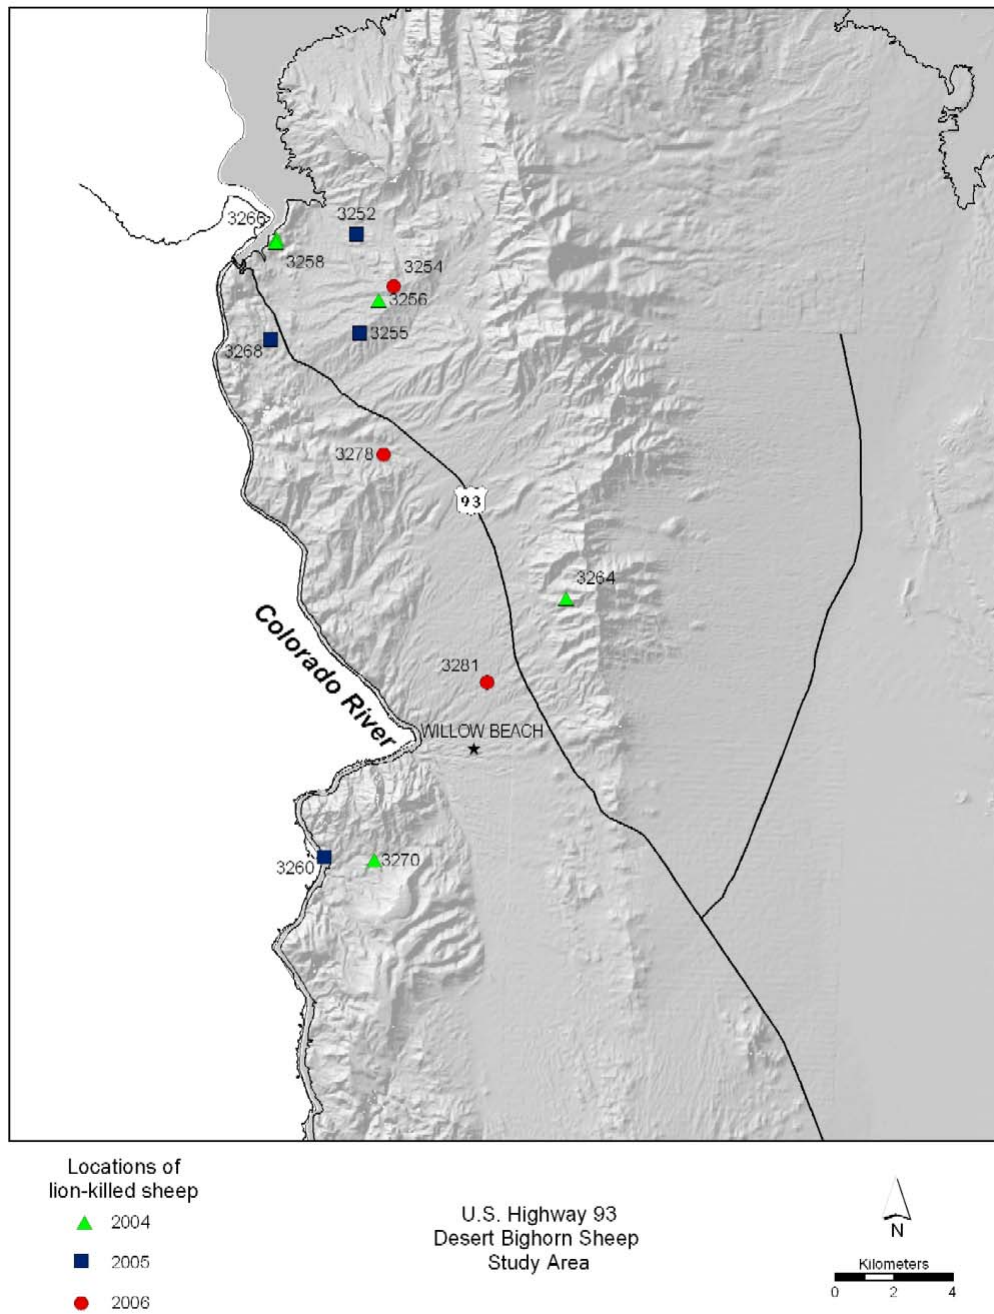 3266
3252
3258
3254
3256
3255
3268
3278
93
3264
Colorado River
3281
WILLOW BEACH
3260
3270
Locations of
lion-killed sheep
2004
2005
2006
U.S. Highway 93
Desert Bighorn Sheep
Study Area
N
Kilometers
0 2 4